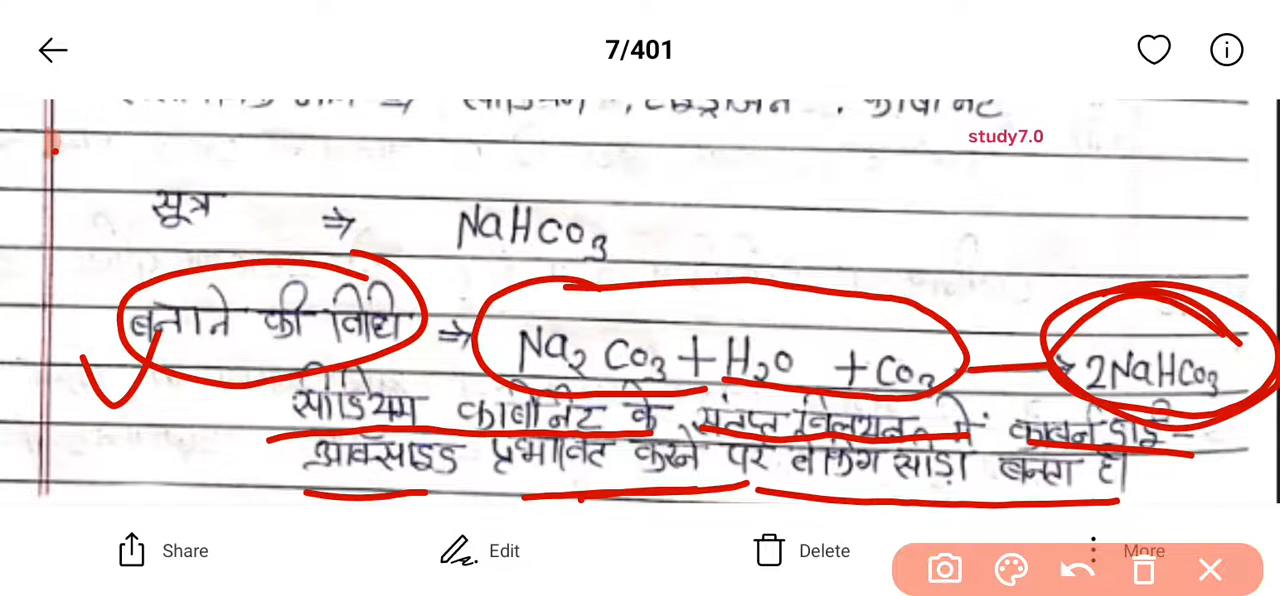 7/401
study7.0
सूत्र ⇒ NaHCO3
बनाने की विधि ⇒ Na2CO3 + H2O + CO2 → 2NaHCO3
सोडियम कार्बोनेट के संतप्त विलयन में कार्बन डाई-
ऑक्साइड प्रभावित करने पर बेकिंग सोडा बनता है।
Share Edit Delete More